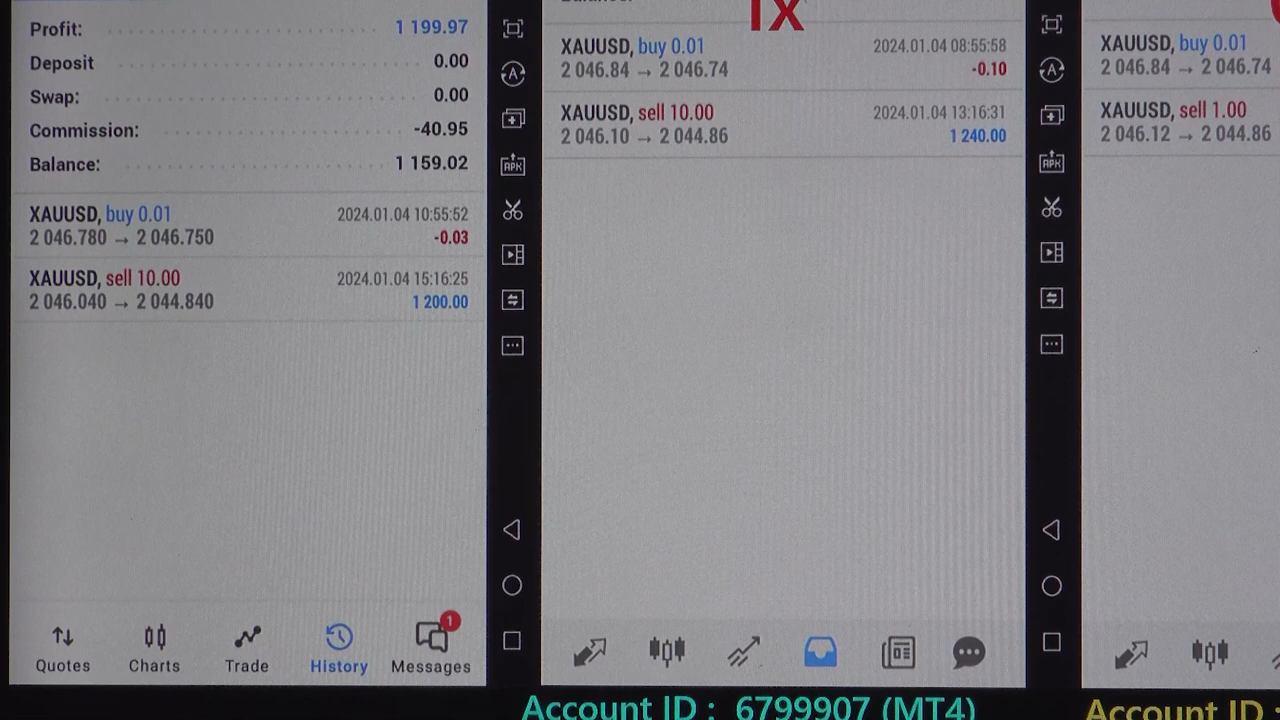 Profit: 1 199.97
Deposit 0.00
Swap: 0.00
Commission: -40.95
Balance: 1 159.02
XAUUSD, buy 0.01 2024.01.04 10:55:52
2 046.780 → 2 046.750 -0.03
XAUUSD, sell 10.00 2024.01.04 15:16:25
2 046.040 → 2 044.840 1 200.00
Quotes Charts Trade History Messages
1
A
APK
XAUUSD, buy 0.01 2024.01.04 08:55:58
2 046.84 → 2 046.74 -0.10
XAUUSD, sell 10.00 2024.01.04 13:16:31
2 046.10 → 2 044.86 1 240.00
A
APK
XAUUSD, buy 0.01
2 046.84 → 2 046.74
XAUUSD, sell 1.00
2 046.12 → 2 044.86
Account ID : 6799907 (MT4)
Account ID :